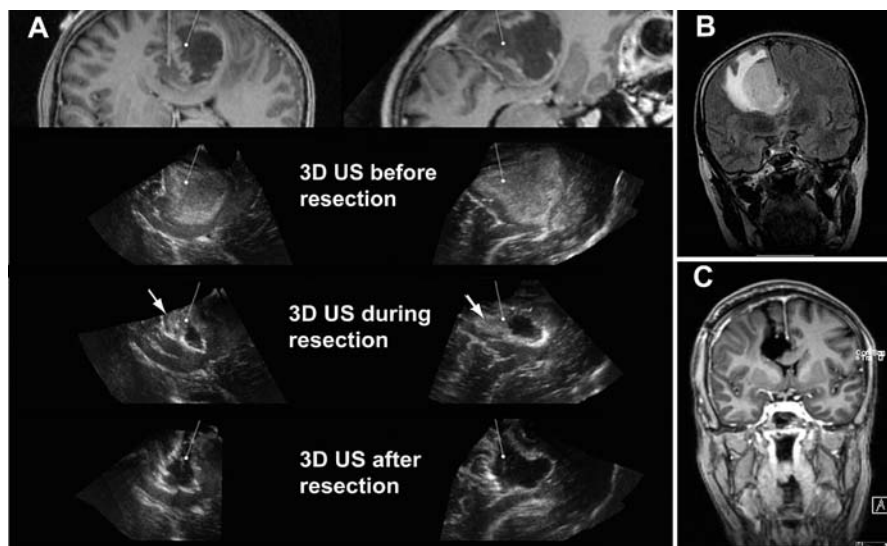 A
3D US before
resection
3D US during
resection
3D US after
resection
B
C
A